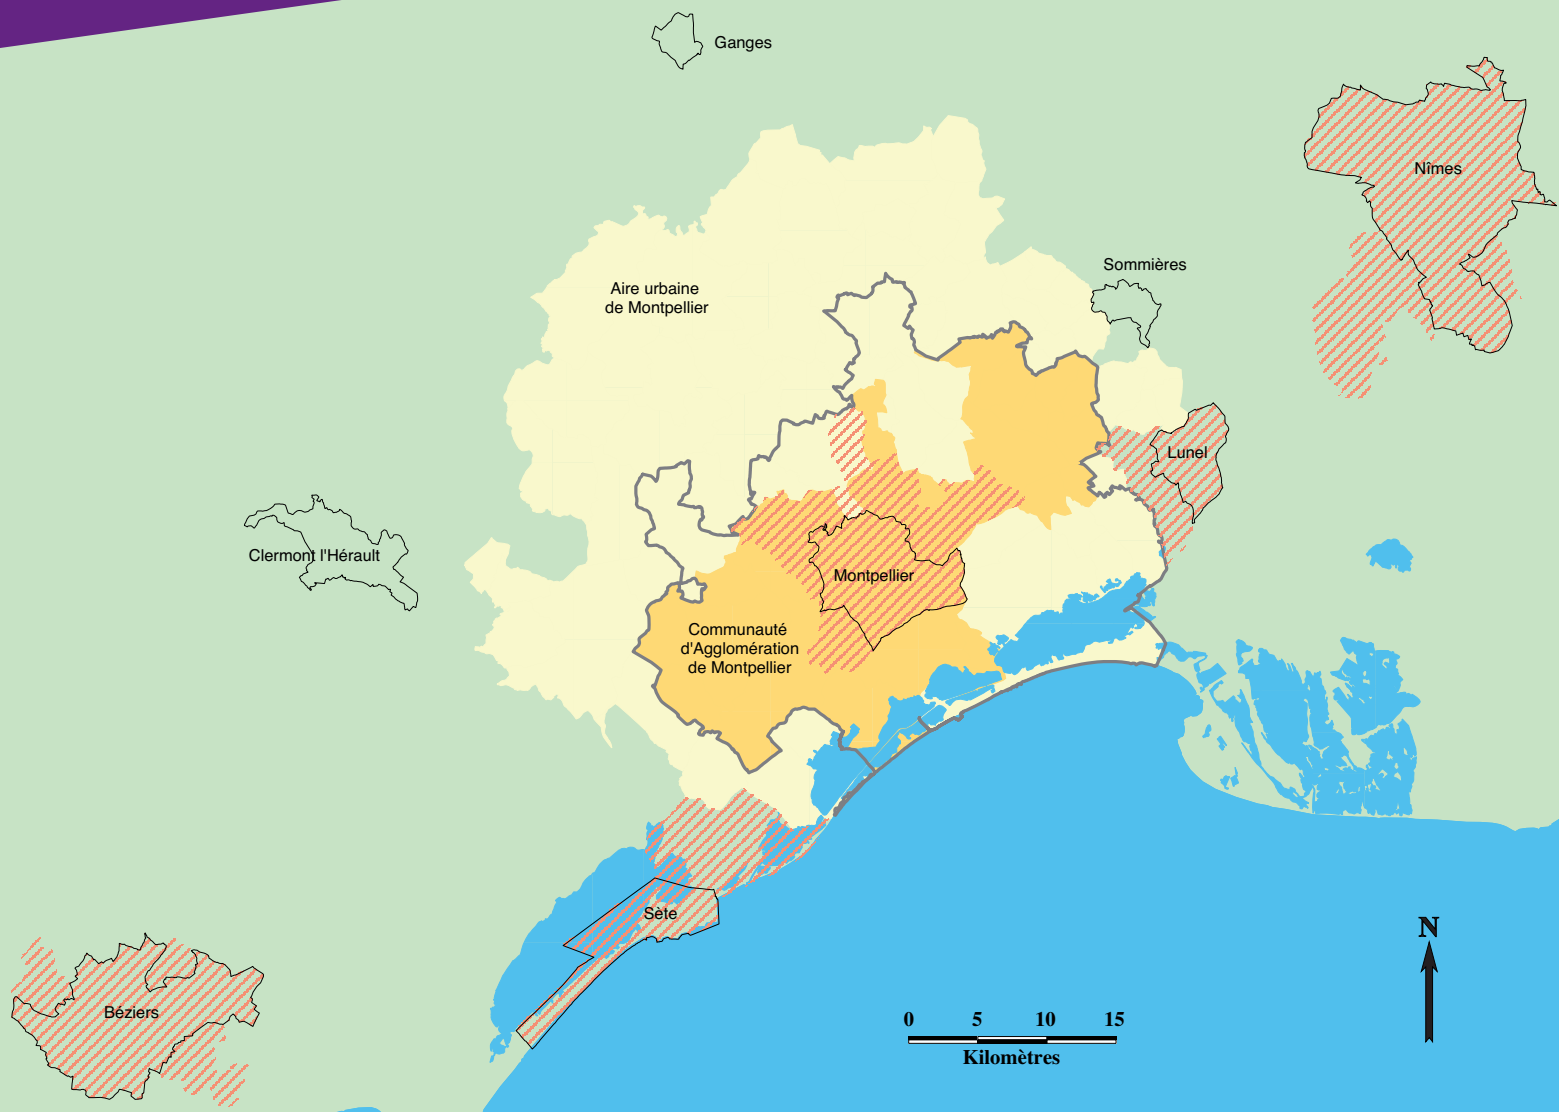 Ganges
Nîmes
Sommières
Aire urbaine
de Montpellier
Lunel
Clermont l'Hérault
Montpellier
Communauté
d'Agglomération
de Montpellier
Sète
N
Béziers
0 5 10 15
Kilomètres